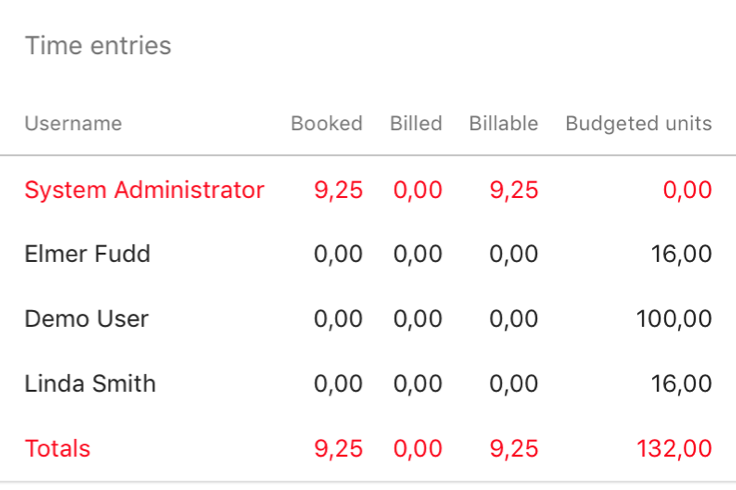 Time entries
Username Booked Billed Billable Budgeted units
System Administrator 9,25 0,00 9,25 0,00
Elmer Fudd 0,00 0,00 0,00 16,00
Demo User 0,00 0,00 0,00 100,00
Linda Smith 0,00 0,00 0,00 16,00
Totals 9,25 0,00 9,25 132,00